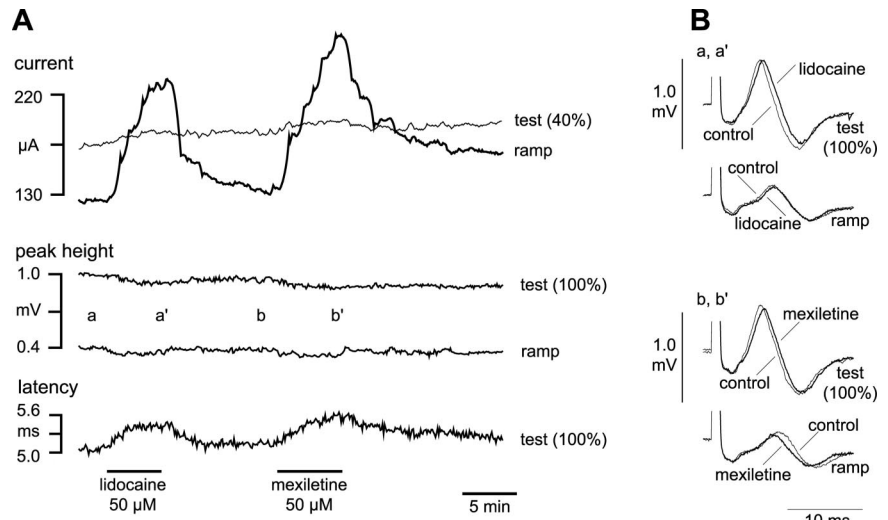 A
current
220
µA
130
test (40%)
ramp
peak height
1.0
mV
0.4
test (100%)
a
a'
b
b'
ramp
latency
5.6
ms
5.0
test (100%)
lidocaine
50 µM
mexiletine
50 µM
5 min
B
a, a'
1.0
mV
lidocaine
control
test
(100%)
control
lidocaine
ramp
b, b'
1.0
mV
mexiletine
control
test
(100%)
control
mexiletine
ramp
10 ms